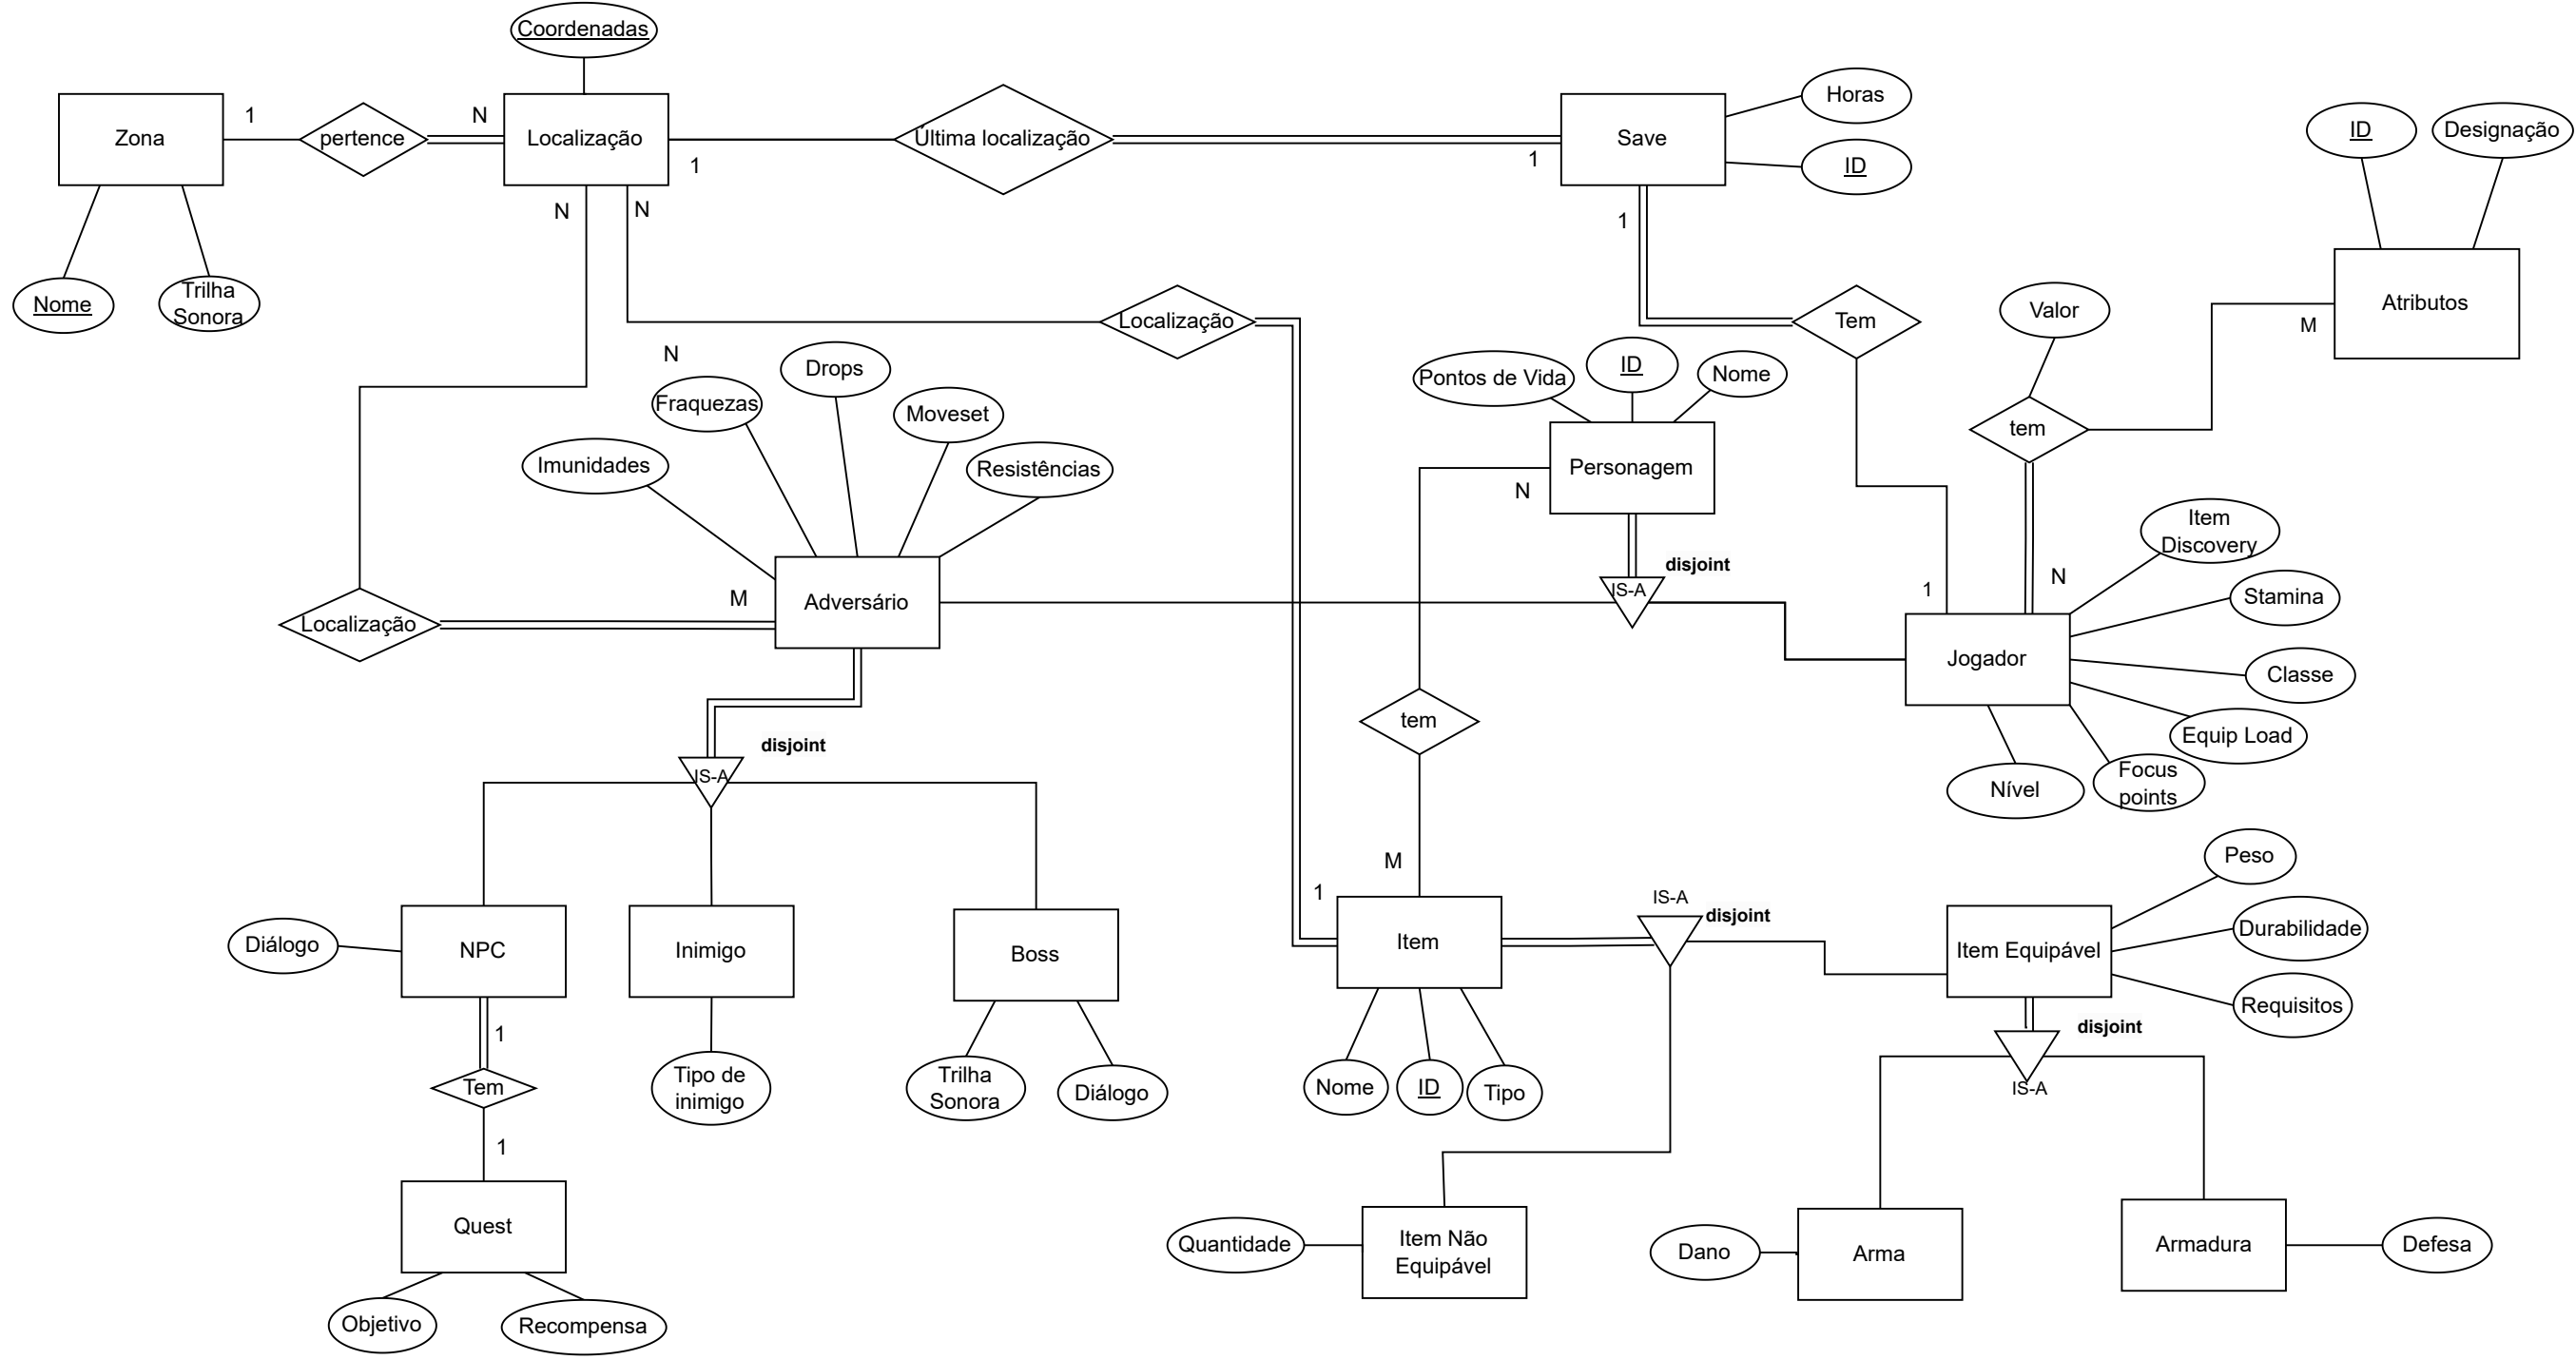 Coordenadas
Zona
1
pertence
N
Localização
1
Última localização
1
Save
Horas
ID
ID
Designação
Nome
Trilha
Sonora
N
N
1
Localização
Tem
Valor
M
Atributos
N
Fraquezas
Drops
Moveset
Imunidades
Resistências
Pontos de Vida
ID
Nome
Personagem
N
tem
disjoint
IS-A
Localização
M
Adversário
1
N
Jogador
Item
Discovery
Stamina
Classe
Equip Load
Focus
points
Nível
tem
M
disjoint
IS-A
Diálogo
NPC
Inimigo
Boss
1
Item
IS-A
disjoint
Item Equipável
Peso
Durabilidade
Requisitos
disjoint
IS-A
1
Tem
1
Tipo de
inimigo
Trilha
Sonora
Diálogo
Nome
ID
Tipo
Quest
Objetivo
Recompensa
Quantidade
Item Não
Equipável
Dano
Arma
Armadura
Defesa